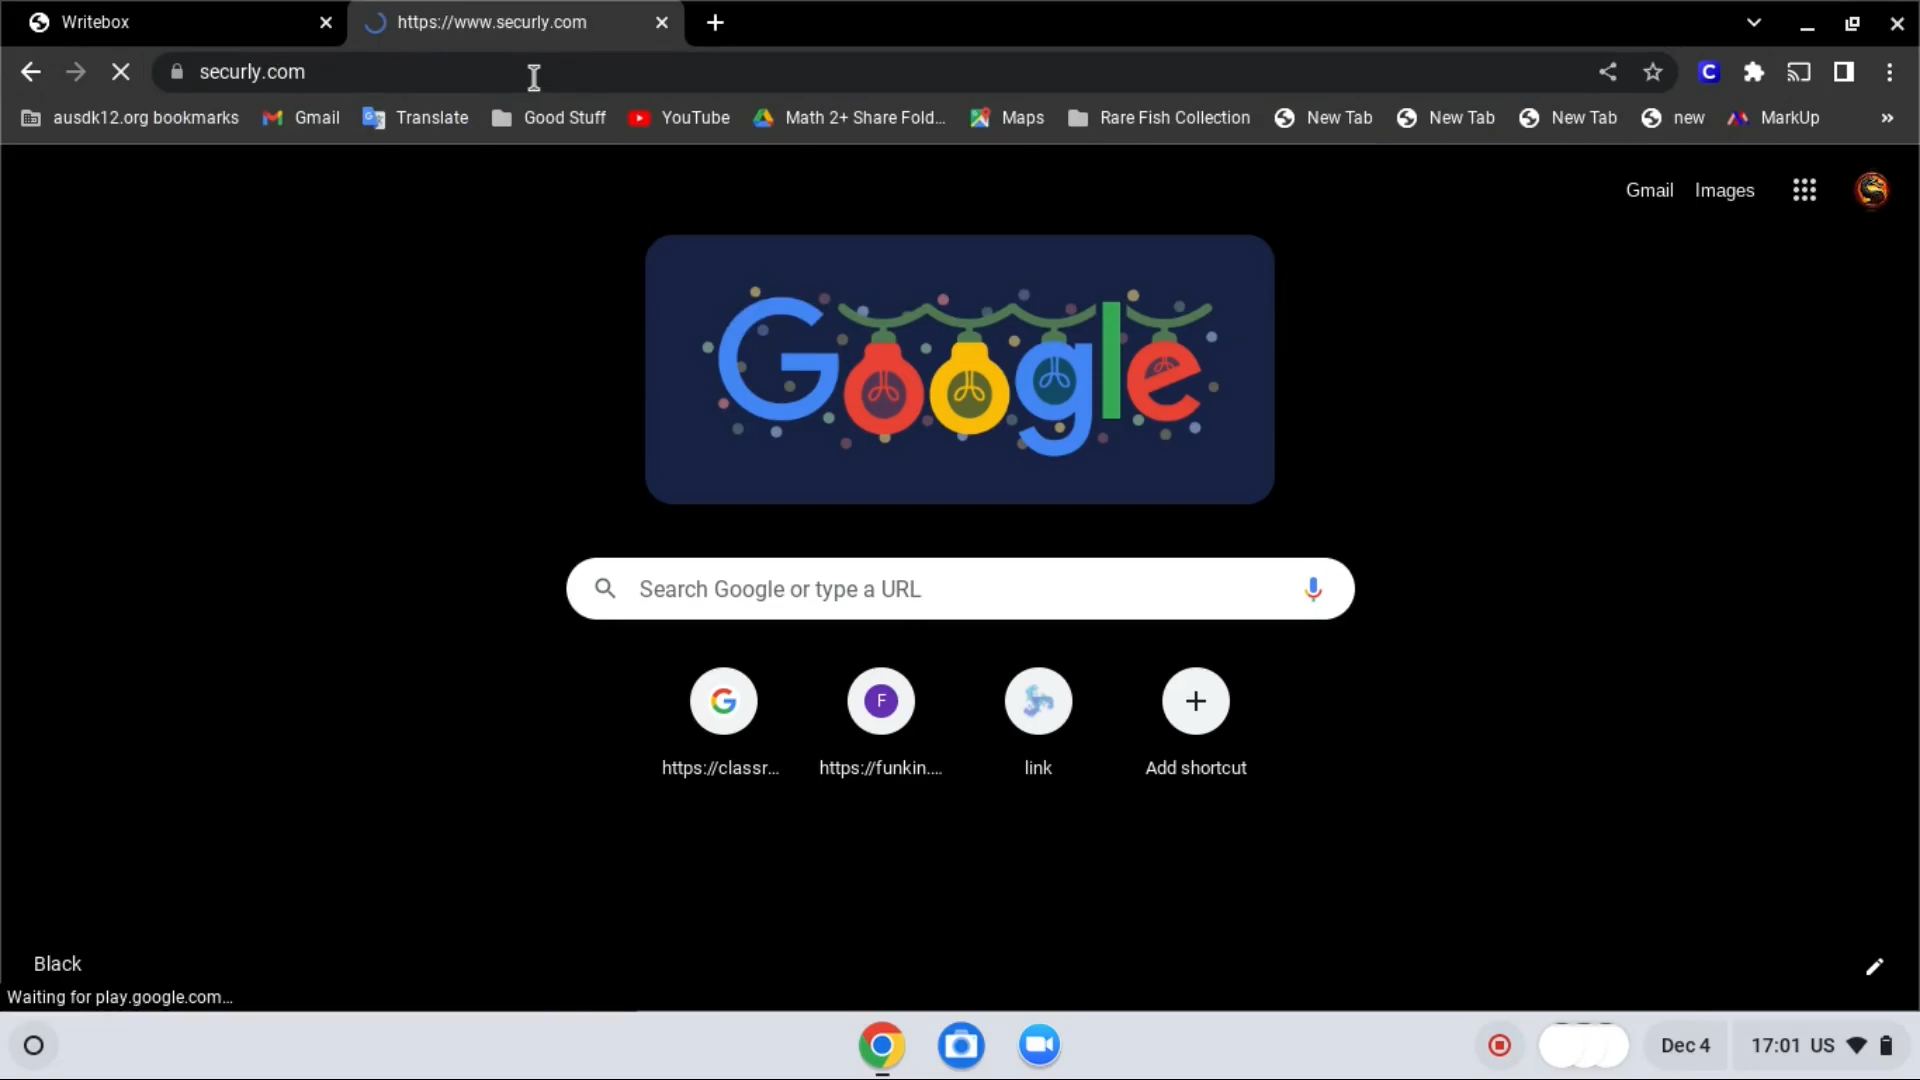 Writebox
https://www.securly.com
securly.com
ausdk12.org bookmarks
Gmail
Translate
Good Stuff
YouTube
Math 2+ Share Fold...
Maps
Rare Fish Collection
New Tab
New Tab
New Tab
new
MarkUp
Gmail
Images
Google
Search Google or type a URL
F
https://classr...
https://funkin....
link
Add shortcut
Black
Waiting for play.google.com...
Dec 4
17:01 US